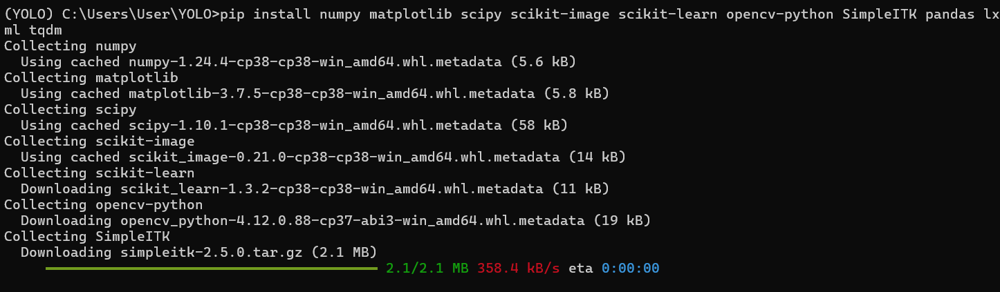 (YOLO) C:\Users\User\YOLO>pip install numpy matplotlib scipy scikit-image scikit-learn opencv-python SimpleITK pandas lx
ml tqdm
Collecting numpy
  Using cached numpy-1.24.4-cp38-cp38-win_amd64.whl.metadata (5.6 kB)
Collecting matplotlib
  Using cached matplotlib-3.7.5-cp38-cp38-win_amd64.whl.metadata (5.8 kB)
Collecting scipy
  Using cached scipy-1.10.1-cp38-cp38-win_amd64.whl.metadata (58 kB)
Collecting scikit-image
  Using cached scikit_image-0.21.0-cp38-cp38-win_amd64.whl.metadata (14 kB)
Collecting scikit-learn
  Downloading scikit_learn-1.3.2-cp38-cp38-win_amd64.whl.metadata (11 kB)
Collecting opencv-python
  Downloading opencv_python-4.12.0.88-cp37-abi3-win_amd64.whl.metadata (19 kB)
Collecting SimpleITK
  Downloading simpleitk-2.5.0.tar.gz (2.1 MB)
     2.1/2.1 MB 358.4 kB/s eta 0:00:00